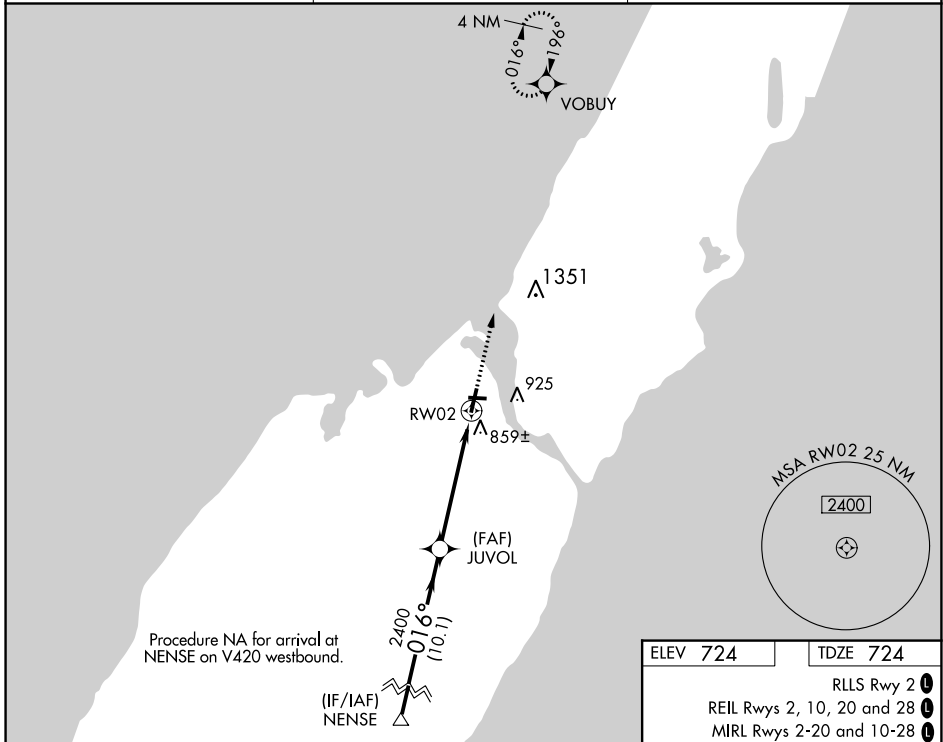 4 NM
016°
196°
VOBUY
1351
925
RW02
859±
MSA RW02 25 NM
2400
(FAF)
JUVOL
2400
016°
(10.1)
Procedure NA for arrival at
NENSE on V420 westbound.
(IF/IAF)
NENSE
ELEV 724
TDZE 724
RLLS Rwy 2 L
REIL Rwys 2, 10, 20 and 28 L
MIRL Rwys 2-20 and 10-28 L